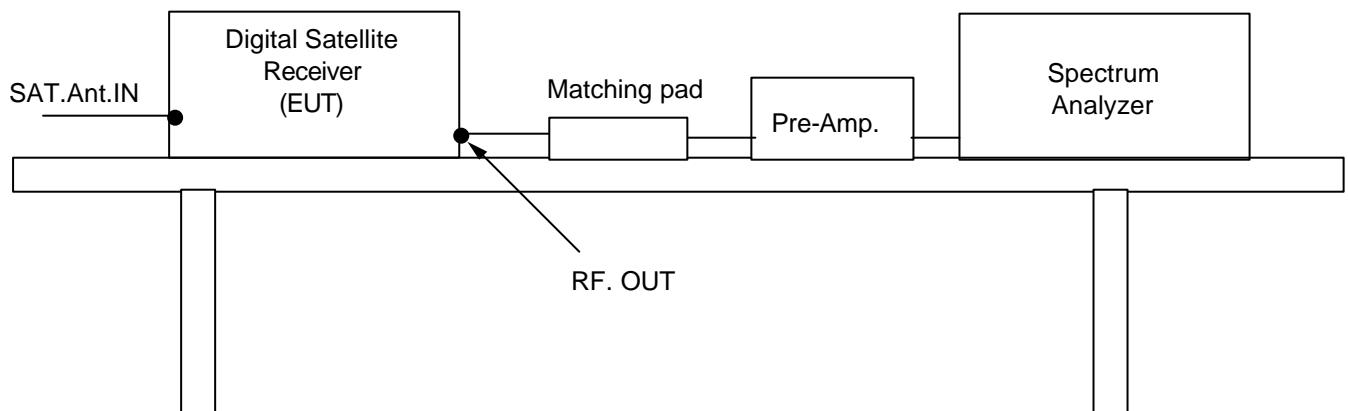 Digital Satellite
Receiver
(EUT)
SAT.Ant.IN
Matching pad
Pre-Amp.
Spectrum
Analyzer
RF. OUT